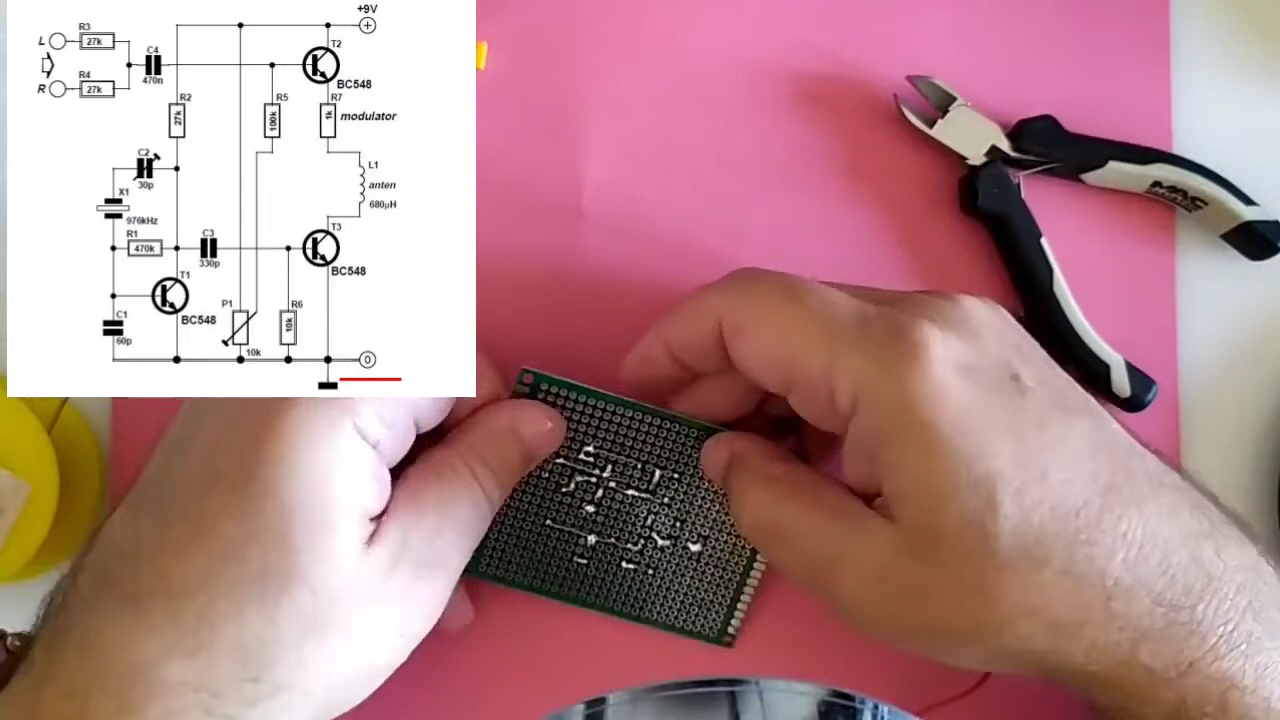 +9V
L
R3
27k
R
R4
27k
C4
470n
T2
BC548
R2
27k
R5
100k
R7
1k
modulator
C2
30p
L1
anten
680µH
X1
976kHz
R1
470k
C3
330p
T3
BC548
T1
BC548
P1
10k
R6
10k
C1
60p
0
MAC